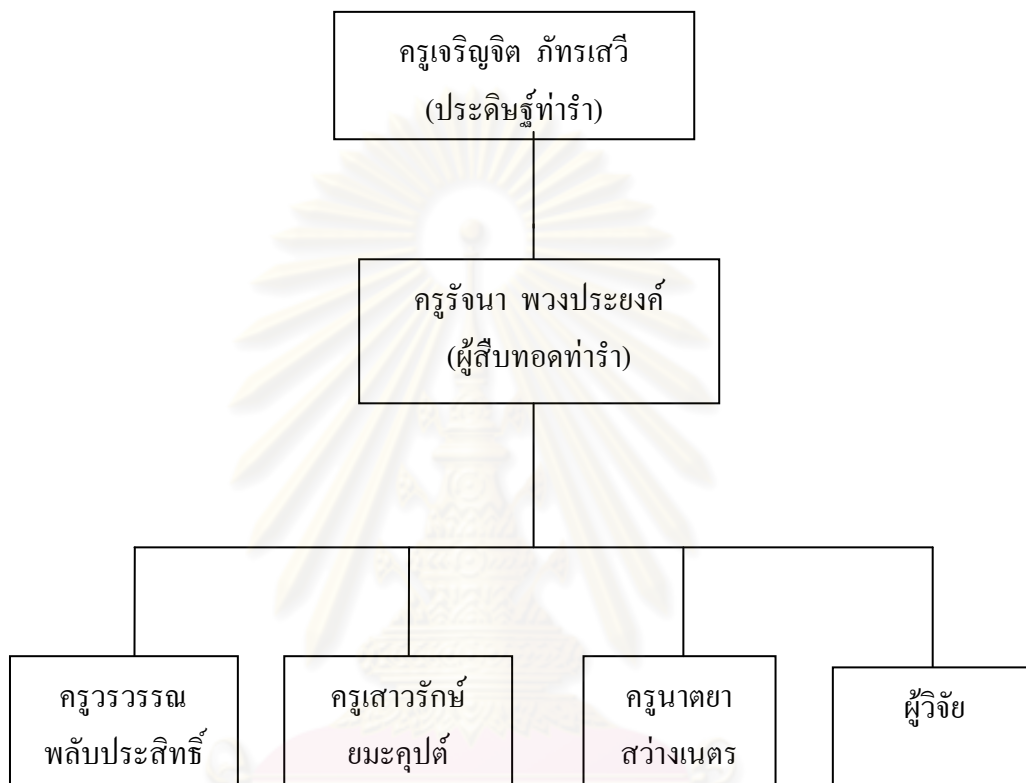 ครูเจริญจิต ภัทรเสวี
(ประดิษฐ์ท่ารำ)
ครูรัจนา พวงประยงค์
(ผู้สืบทอดท่ารำ)
ครูวรวรรณ
พลับประสิทธิ์
ครูเสาวรักษ์
ยมะคุปต์
ครูนาตยา
สว่างเนตร
ผู้วิจัย